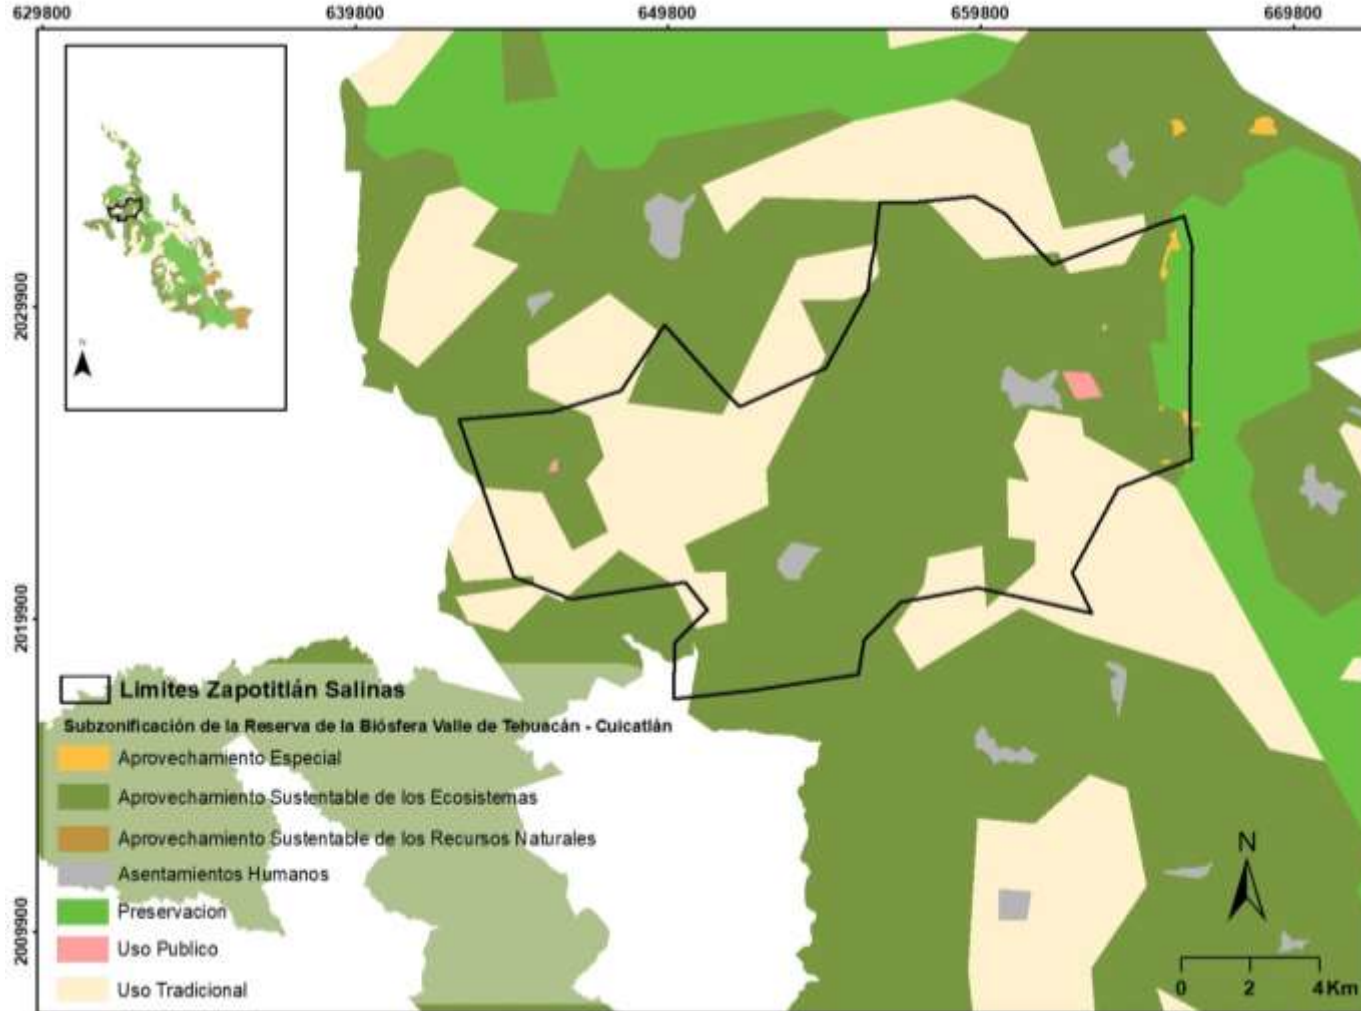 629800 639800 649800 659800 669800
N
2029900
2019900
2009900
Límites Zapotitlán Salinas
Subzonificación de la Reserva de la Biósfera Valle de Tehuacán - Cuicatlán
Aprovechamiento Especial
Aprovechamiento Sustentable de los Ecosistemas
Aprovechamiento Sustentable de los Recursos Naturales
Asentamientos Humanos
Preservacion
Uso Publico
Uso Tradicional
N
0 2 4 Km